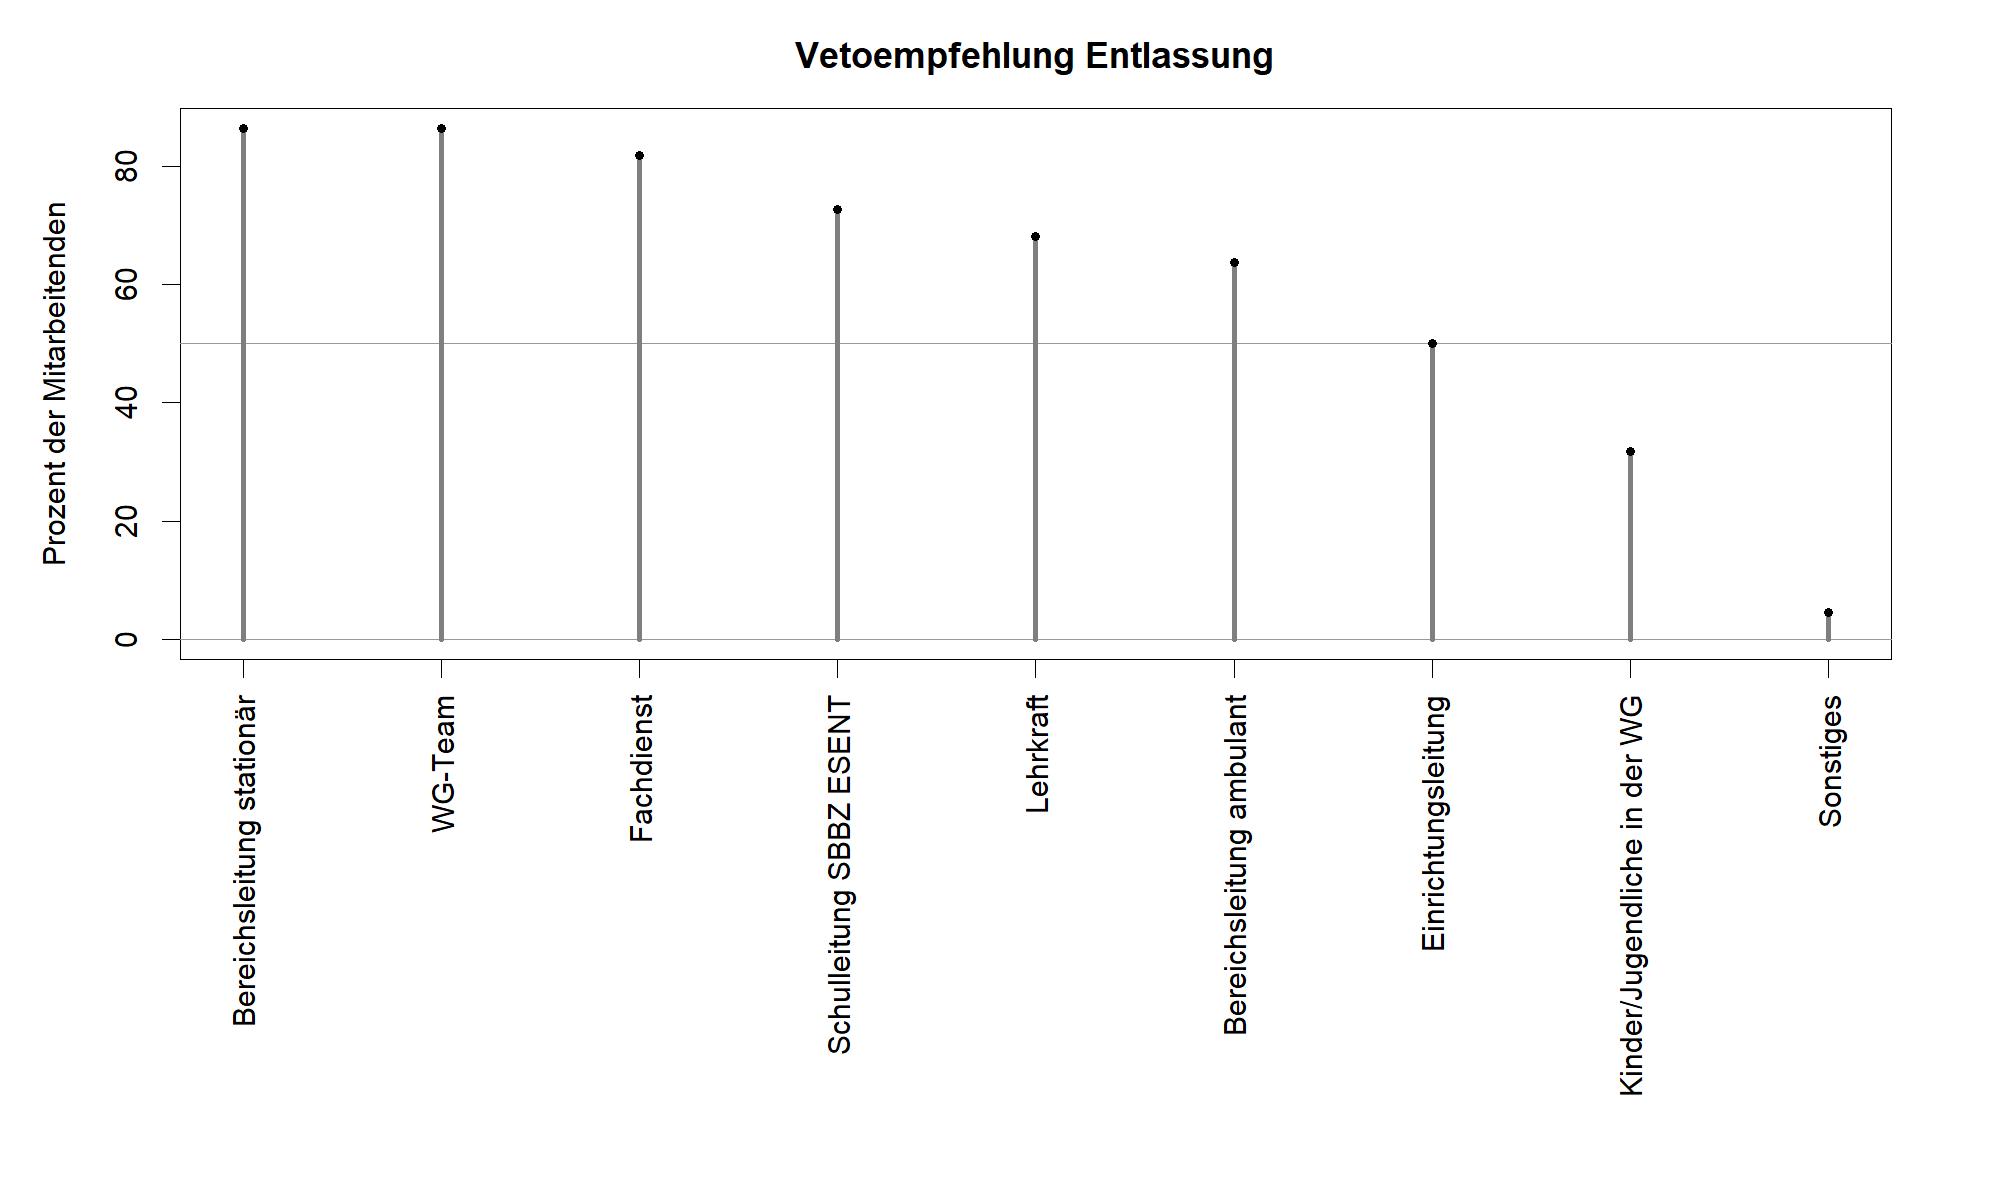 Vetoempfehlung Entlassung
Prozent der Mitarbeitenden
80
60
40
20
0
Bereichsleitung stationär
WG-Team
Fachdienst
Schulleitung SBBZ ESENT
Lehrkraft
Bereichsleitung ambulant
Einrichtungsleitung
Kinder/Jugendliche in der WG
Sonstiges